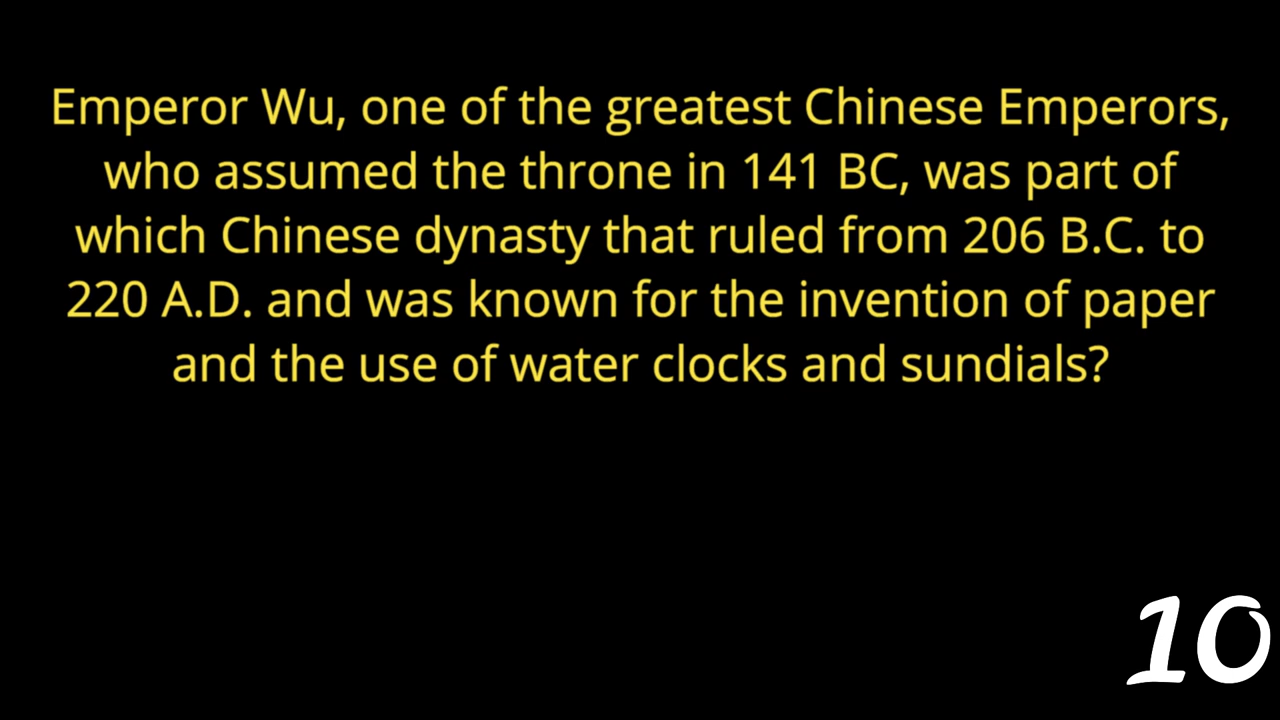 Emperor Wu, one of the greatest Chinese Emperors,
who assumed the throne in 141 BC, was part of
which Chinese dynasty that ruled from 206 B.C. to
220 A.D. and was known for the invention of paper
and the use of water clocks and sundials?
10